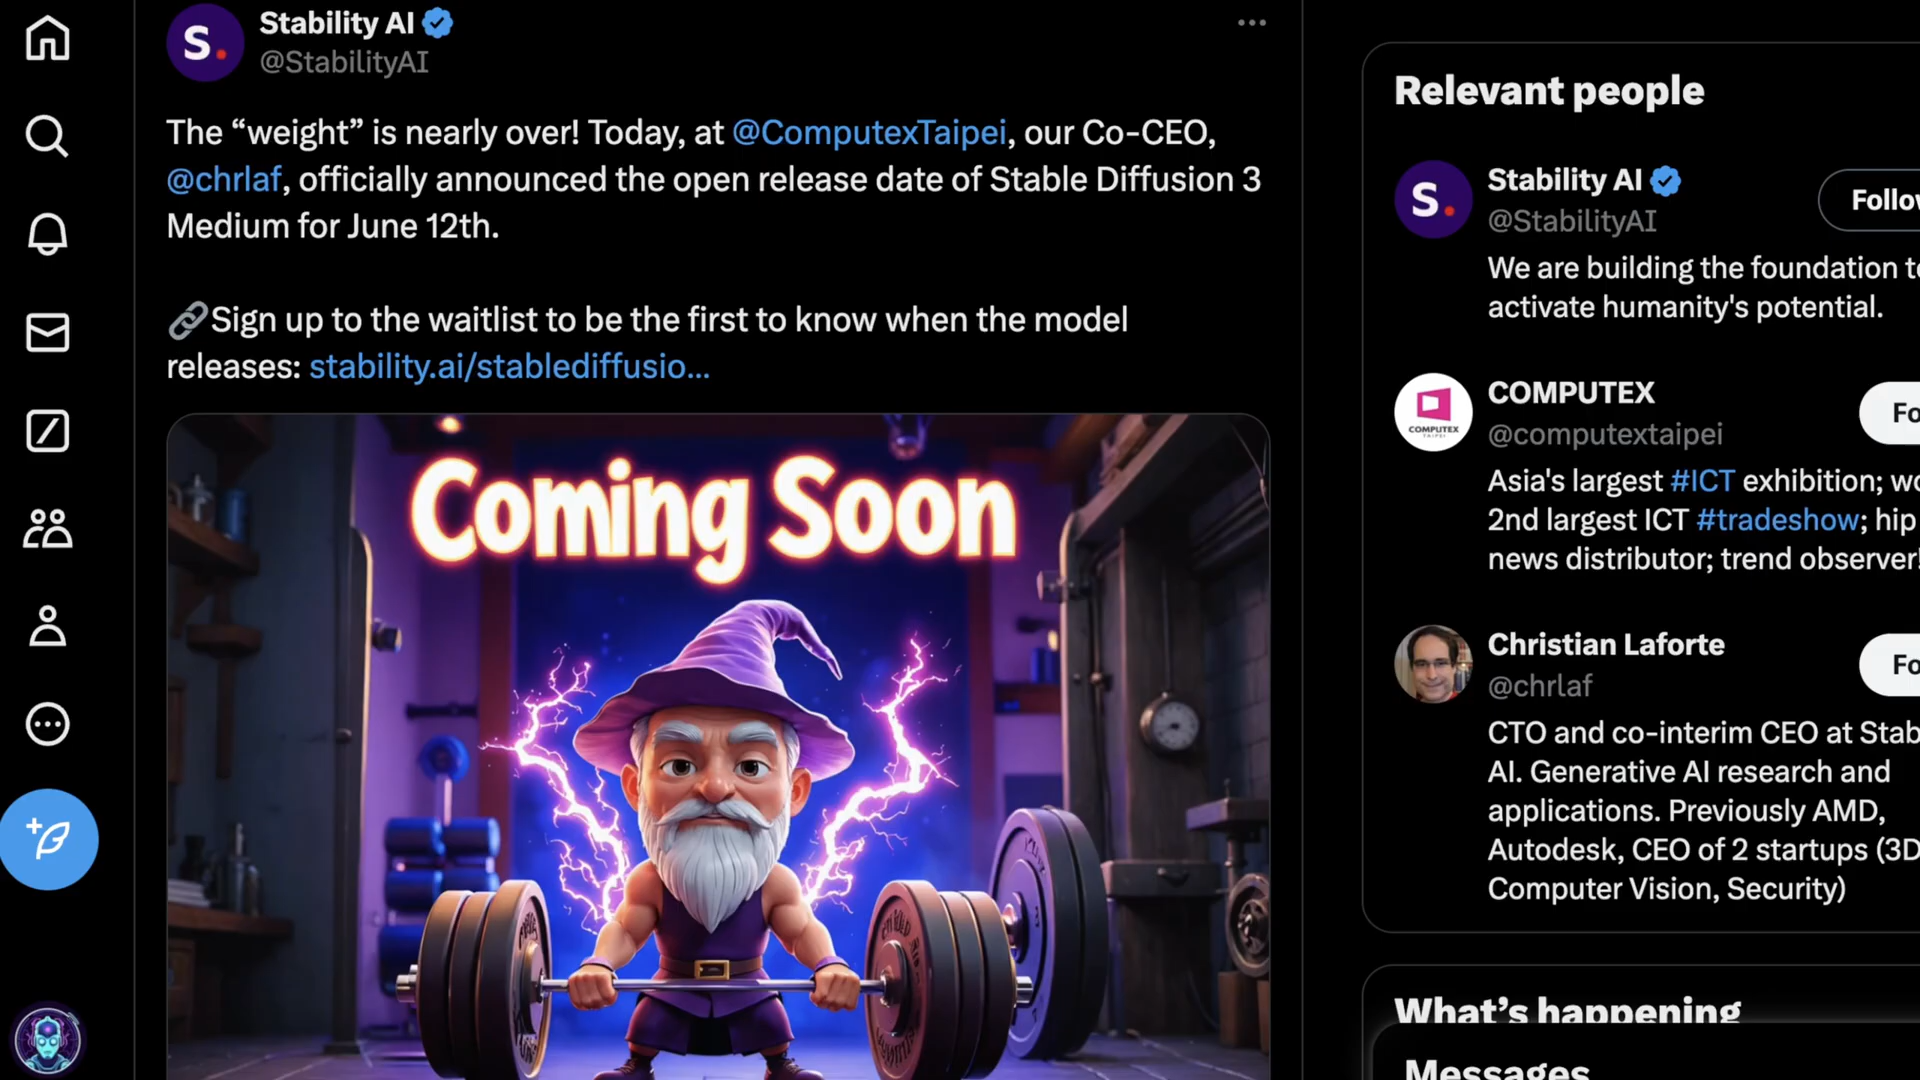 S.
Stability AI
@StabilityAI
The “weight” is nearly over! Today, at @ComputexTaipei, our Co-CEO,
@chrlaf, officially announced the open release date of Stable Diffusion 3
Medium for June 12th.
🔗Sign up to the waitlist to be the first to know when the model
releases: stability.ai/stablediffusio...
Coming Soon
Relevant people
S.
Stability AI
@StabilityAI
Follow
We are building the foundation to
activate humanity's potential.
COMPUTEX
TAIPEI
COMPUTEX
@computextaipei
Fo
Asia's largest #ICT exhibition; wo
2nd largest ICT #tradeshow; hip
news distributor; trend observer!
Christian Laforte
@chrlaf
Fo
CTO and co-interim CEO at Stab
AI. Generative AI research and
applications. Previously AMD,
Autodesk, CEO of 2 startups (3D
Computer Vision, Security)
What’s happening
Messages